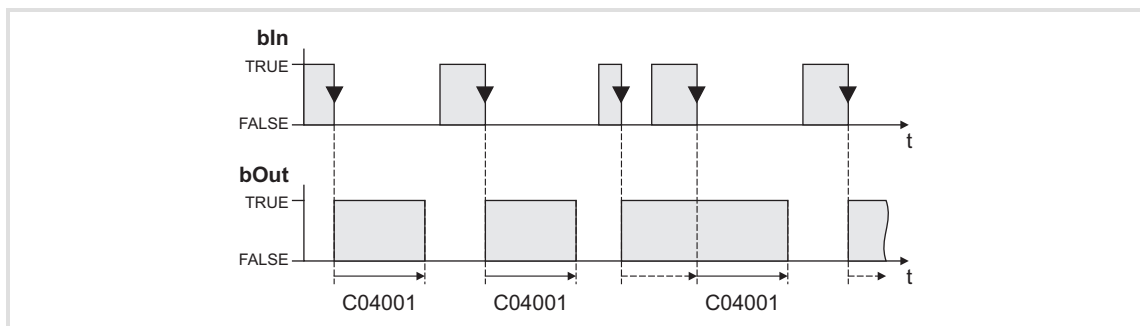 bIn
TRUE
FALSE
t
bOut
TRUE
FALSE
t
C04001 C04001 C04001